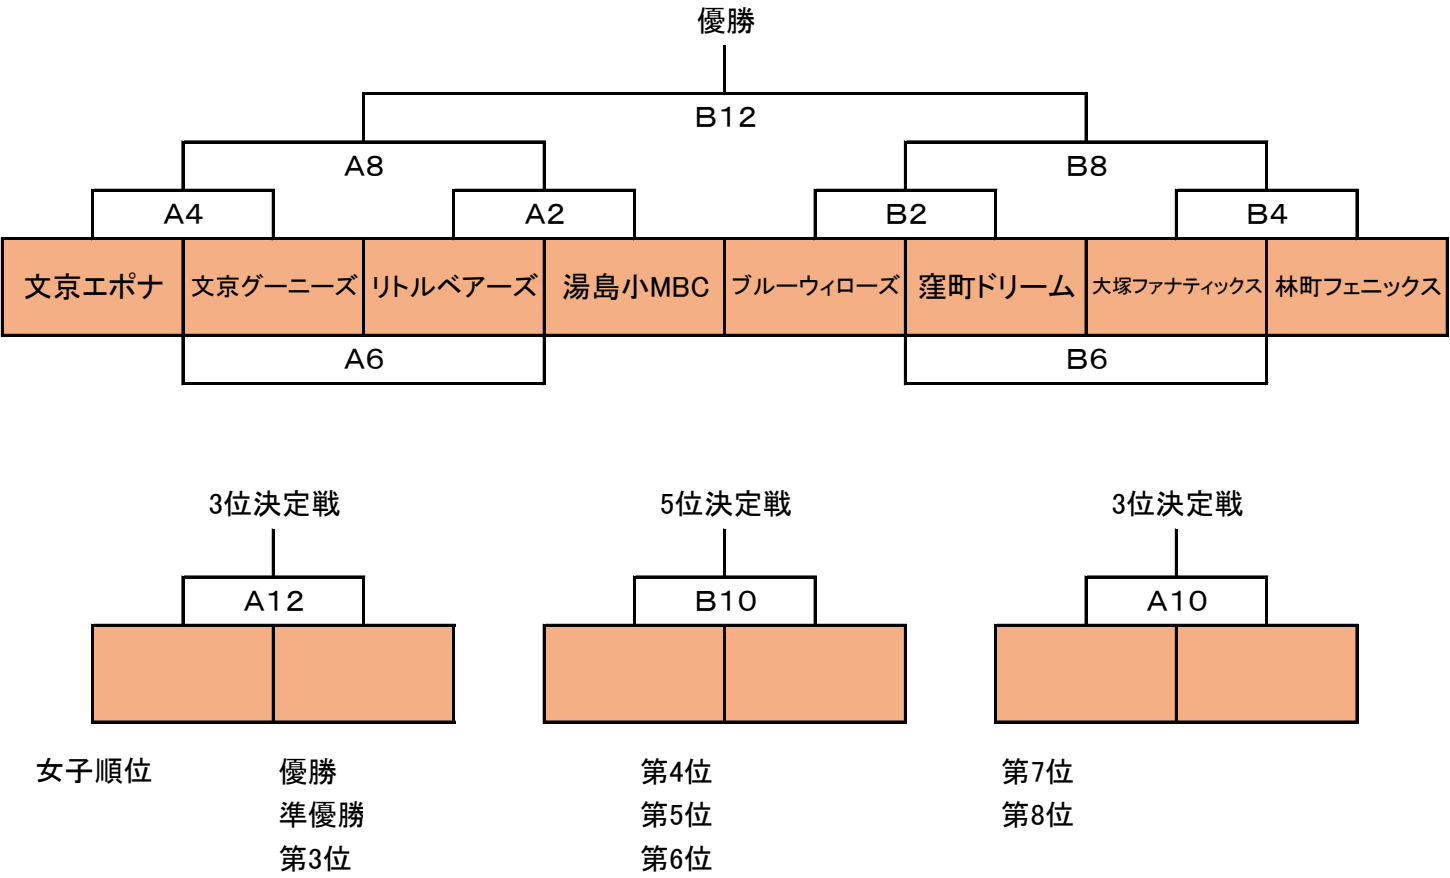 優勝
B12
A8 B8
A4 A2 B2 B4
文京エポナ 文京グーニーズ リトルベアーズ 湯島小MBC ブルーウィローズ 窪町ドリーム 大塚ファナティックス 林町フェニックス
A6 B6
3位決定戦 5位決定戦 3位決定戦
A12 B10 A10
女子順位 優勝 第4位 第7位
準優勝 第5位 第8位
第3位 第6位